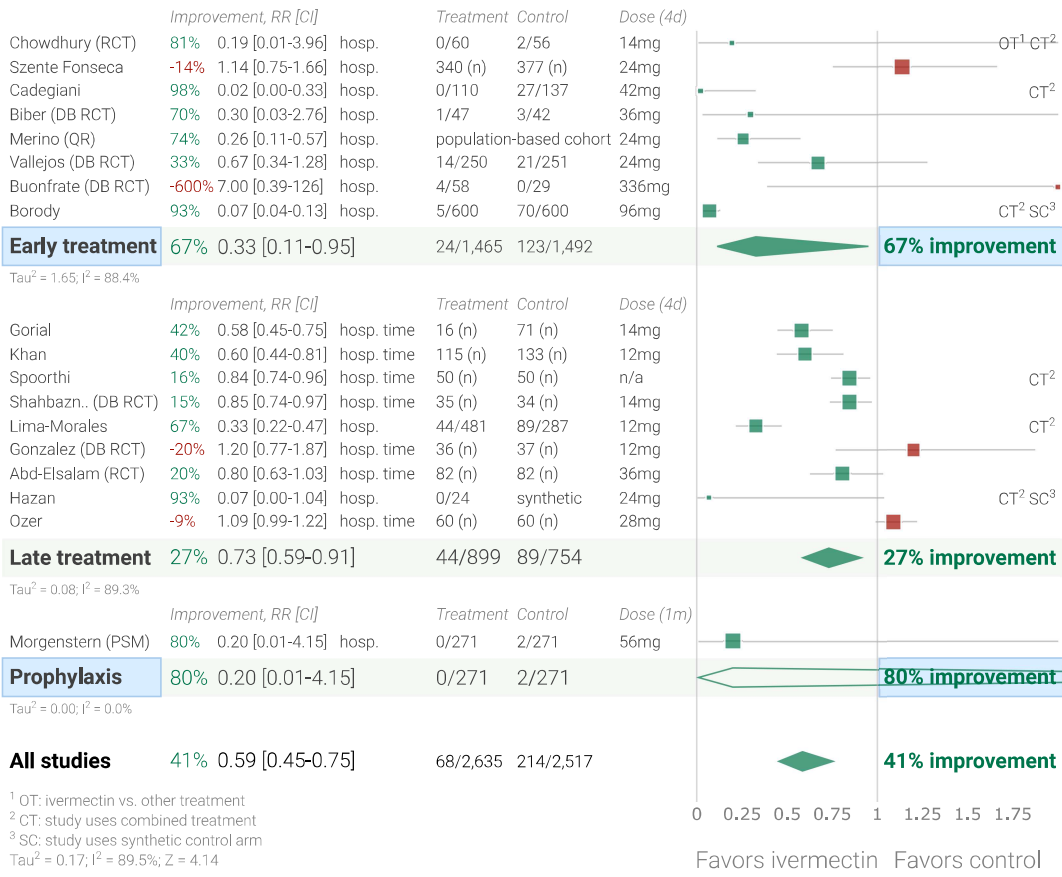 Improvement, RR [CI] Treatment Control Dose (4d)
Chowdhury (RCT) 81% 0.19 [0.01-3.96] hosp. 0/60 2/56 14mg OT¹ CT²
Szente Fonseca -14% 1.14 [0.75-1.66] hosp. 340 (n) 377 (n) 24mg
Cadegiani 98% 0.02 [0.00-0.33] hosp. 0/110 27/137 42mg CT²
Biber (DB RCT) 70% 0.30 [0.03-2.76] hosp. 1/47 3/42 36mg
Merino (QR) 74% 0.26 [0.11-0.57] hosp. population-based cohort 24mg
Vallejos (DB RCT) 33% 0.67 [0.34-1.28] hosp. 14/250 21/251 24mg
Buonfrate (DB RCT) -600% 7.00 [0.39-126] hosp. 4/58 0/29 336mg
Borody 93% 0.07 [0.04-0.13] hosp. 5/600 70/600 96mg CT² SC³
Early treatment 67% 0.33 [0.11-0.95] 24/1,465 123/1,492 67% improvement
Tau² = 1.65; I² = 88.4%
Improvement, RR [CI] Treatment Control Dose (4d)
Gorial 42% 0.58 [0.45-0.75] hosp. time 16 (n) 71 (n) 14mg
Khan 40% 0.60 [0.44-0.81] hosp. time 115 (n) 133 (n) 12mg
Spoorthi 16% 0.84 [0.74-0.96] hosp. time 50 (n) 50 (n) n/a CT²
Shahbazn.. (DB RCT) 15% 0.85 [0.74-0.97] hosp. time 35 (n) 34 (n) 14mg
Lima-Morales 67% 0.33 [0.22-0.47] hosp. 44/481 89/287 12mg CT²
Gonzalez (DB RCT) -20% 1.20 [0.77-1.87] hosp. time 36 (n) 37 (n) 12mg
Abd-Elsalam (RCT) 20% 0.80 [0.63-1.03] hosp. time 82 (n) 82 (n) 36mg
Hazan 93% 0.07 [0.00-1.04] hosp. 0/24 synthetic 24mg CT² SC³
Ozer -9% 1.09 [0.99-1.22] hosp. time 60 (n) 60 (n) 28mg
Late treatment 27% 0.73 [0.59-0.91] 44/899 89/754 27% improvement
Tau² = 0.08; I² = 89.3%
Improvement, RR [CI] Treatment Control Dose (1m)
Morgenstern (PSM) 80% 0.20 [0.01-4.15] hosp. 0/271 2/271 56mg
Prophylaxis 80% 0.20 [0.01-4.15] 0/271 2/271 80% improvement
Tau² = 0.00; I² = 0.0%
All studies 41% 0.59 [0.45-0.75] 68/2,635 214/2,517 41% improvement
¹ OT: ivermectin vs. other treatment
² CT: study uses combined treatment
³ SC: study uses synthetic control arm
Tau² = 0.17; I² = 89.5%; Z = 4.14
0 0.25 0.5 0.75 1 1.25 1.5 1.75
Favors ivermectin Favors control